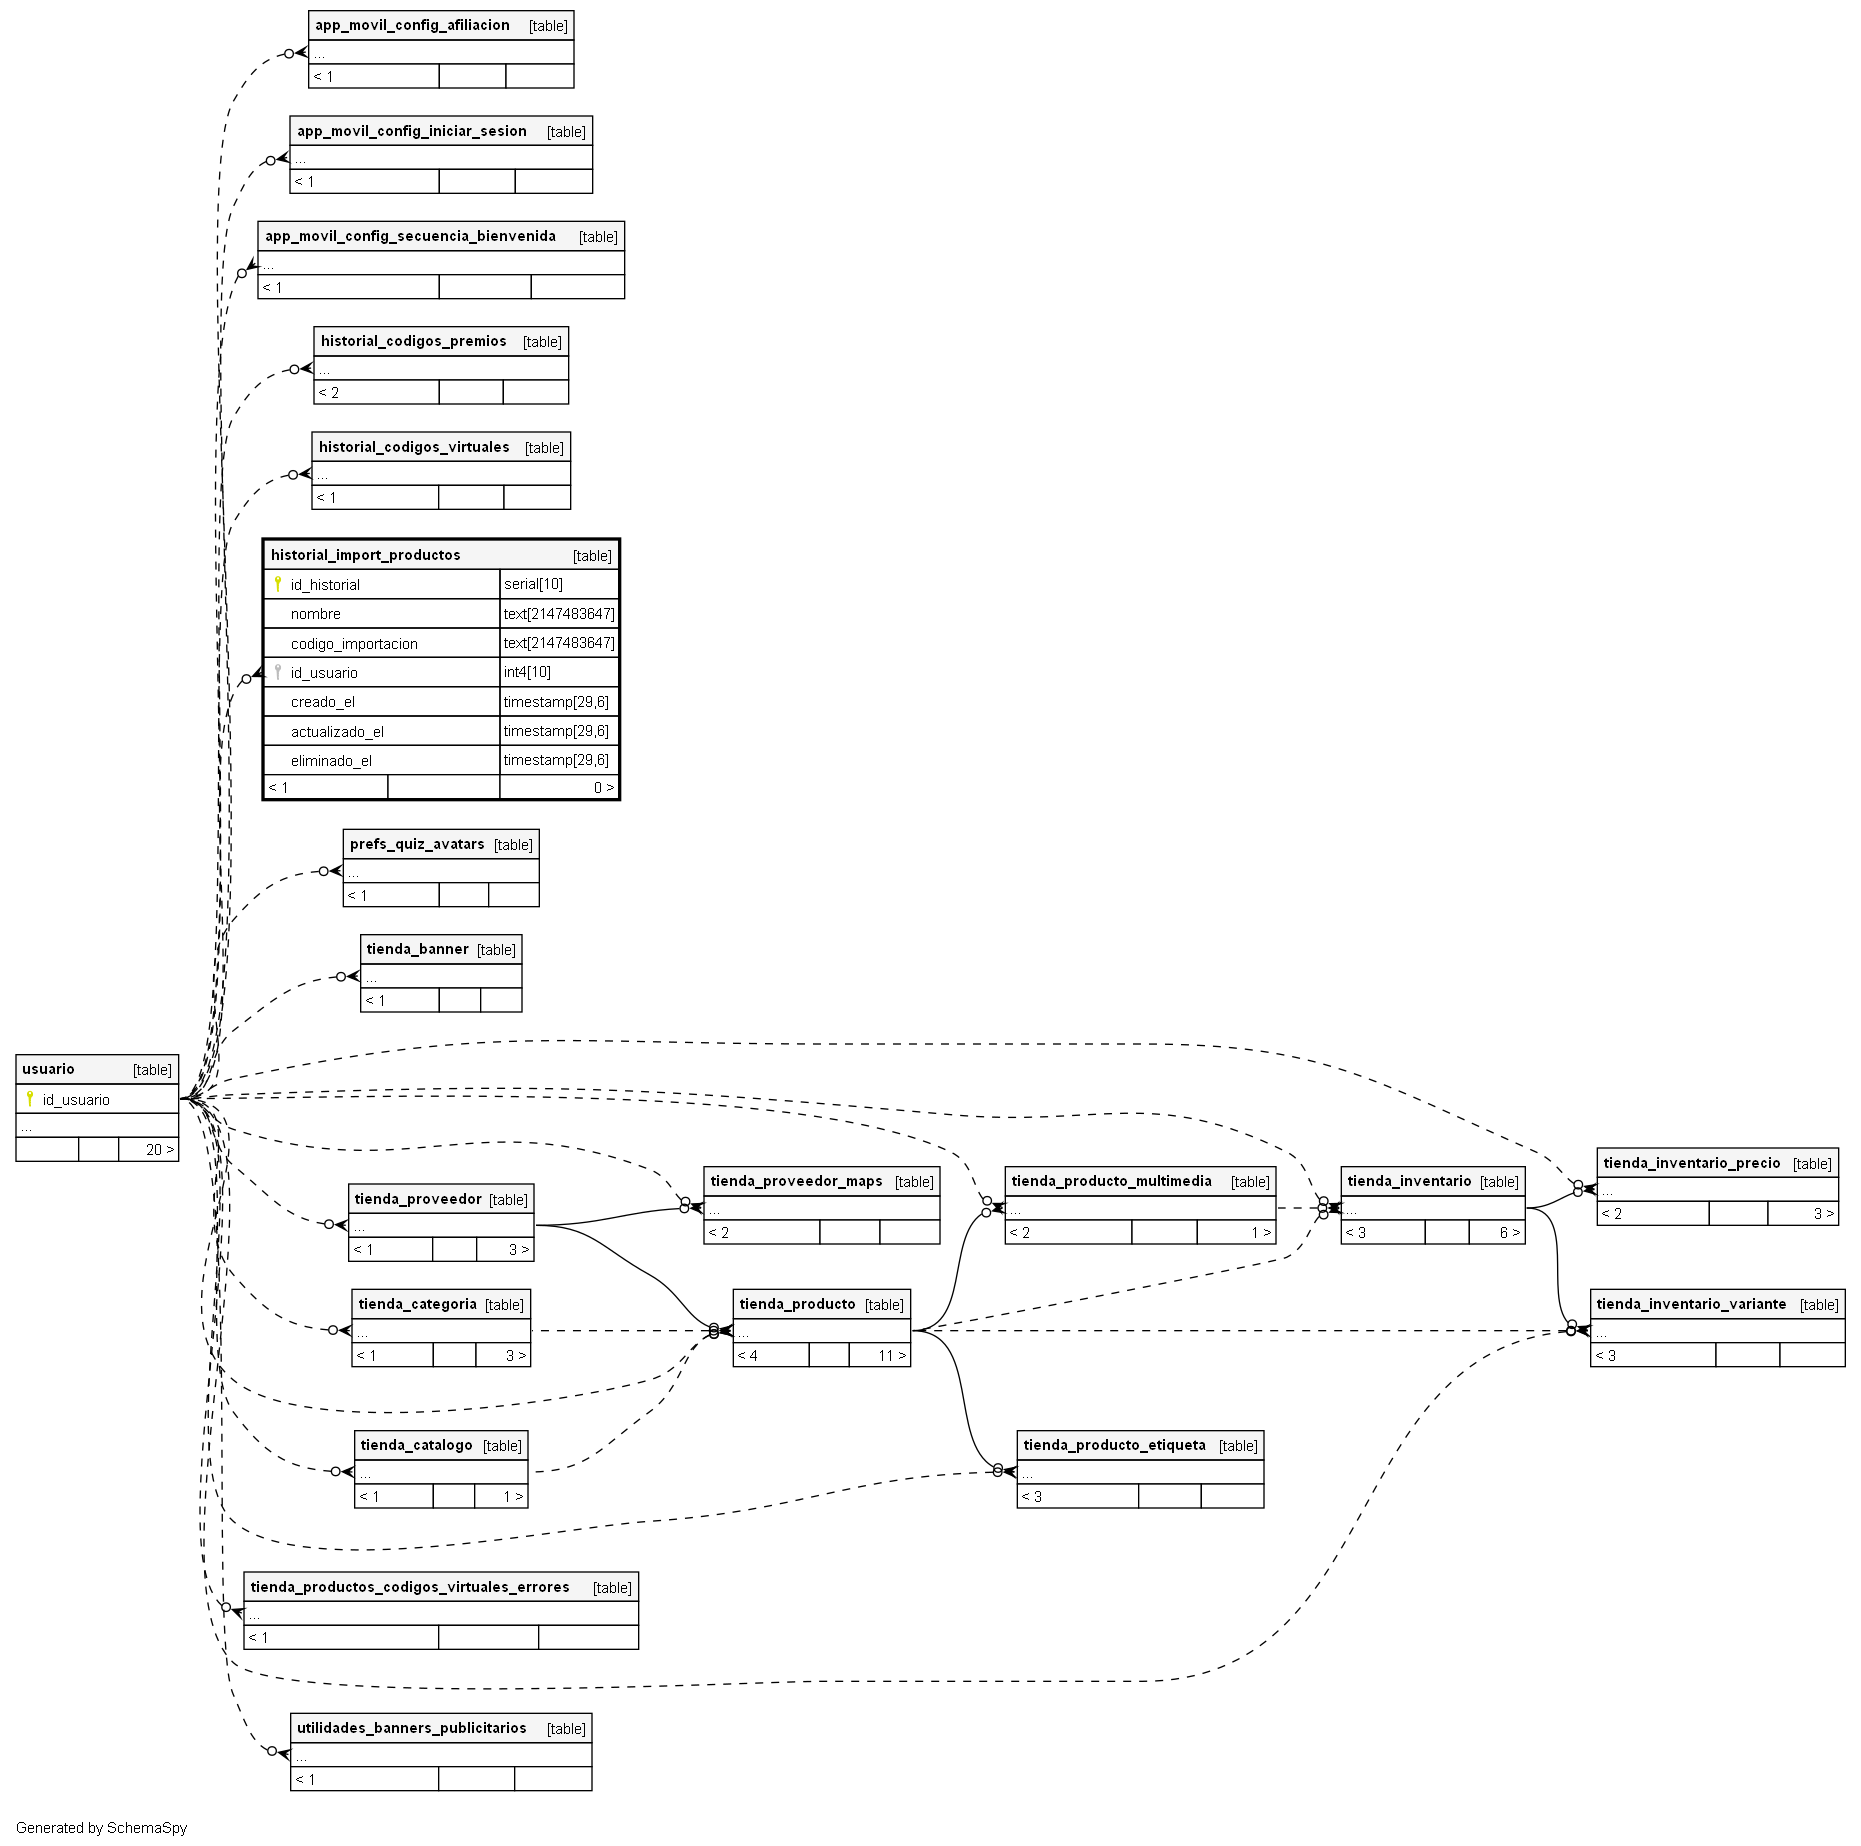 app_movil_config_afiliacion [table]
...
< 1
app_movil_config_iniciar_sesion [table]
...
< 1
app_movil_config_secuencia_bienvenida [table]
...
< 1
historial_codigos_premios [table]
...
< 2
historial_codigos_virtuales [table]
...
< 1
historial_import_productos [table]
id_historial serial[10]
nombre text[2147483647]
codigo_importacion text[2147483647]
id_usuario int4[10]
creado_el timestamp[29,6]
actualizado_el timestamp[29,6]
eliminado_el timestamp[29,6]
< 1 0 >
prefs_quiz_avatars [table]
...
< 1
tienda_banner [table]
...
< 1
usuario [table]
id_usuario
...
20 >
tienda_proveedor [table]
...
< 1 3 >
tienda_proveedor_maps [table]
...
< 2
tienda_producto_multimedia [table]
...
< 2 1 >
tienda_inventario [table]
...
< 3 6 >
tienda_inventario_precio [table]
...
< 2 3 >
tienda_categoria [table]
...
< 1 3 >
tienda_producto [table]
...
< 4 11 >
tienda_inventario_variante [table]
...
< 3
tienda_catalogo [table]
...
< 1 1 >
tienda_producto_etiqueta [table]
...
< 3
tienda_productos_codigos_virtuales_errores [table]
...
< 1
utilidades_banners_publicitarios [table]
...
< 1
Generated by SchemaSpy